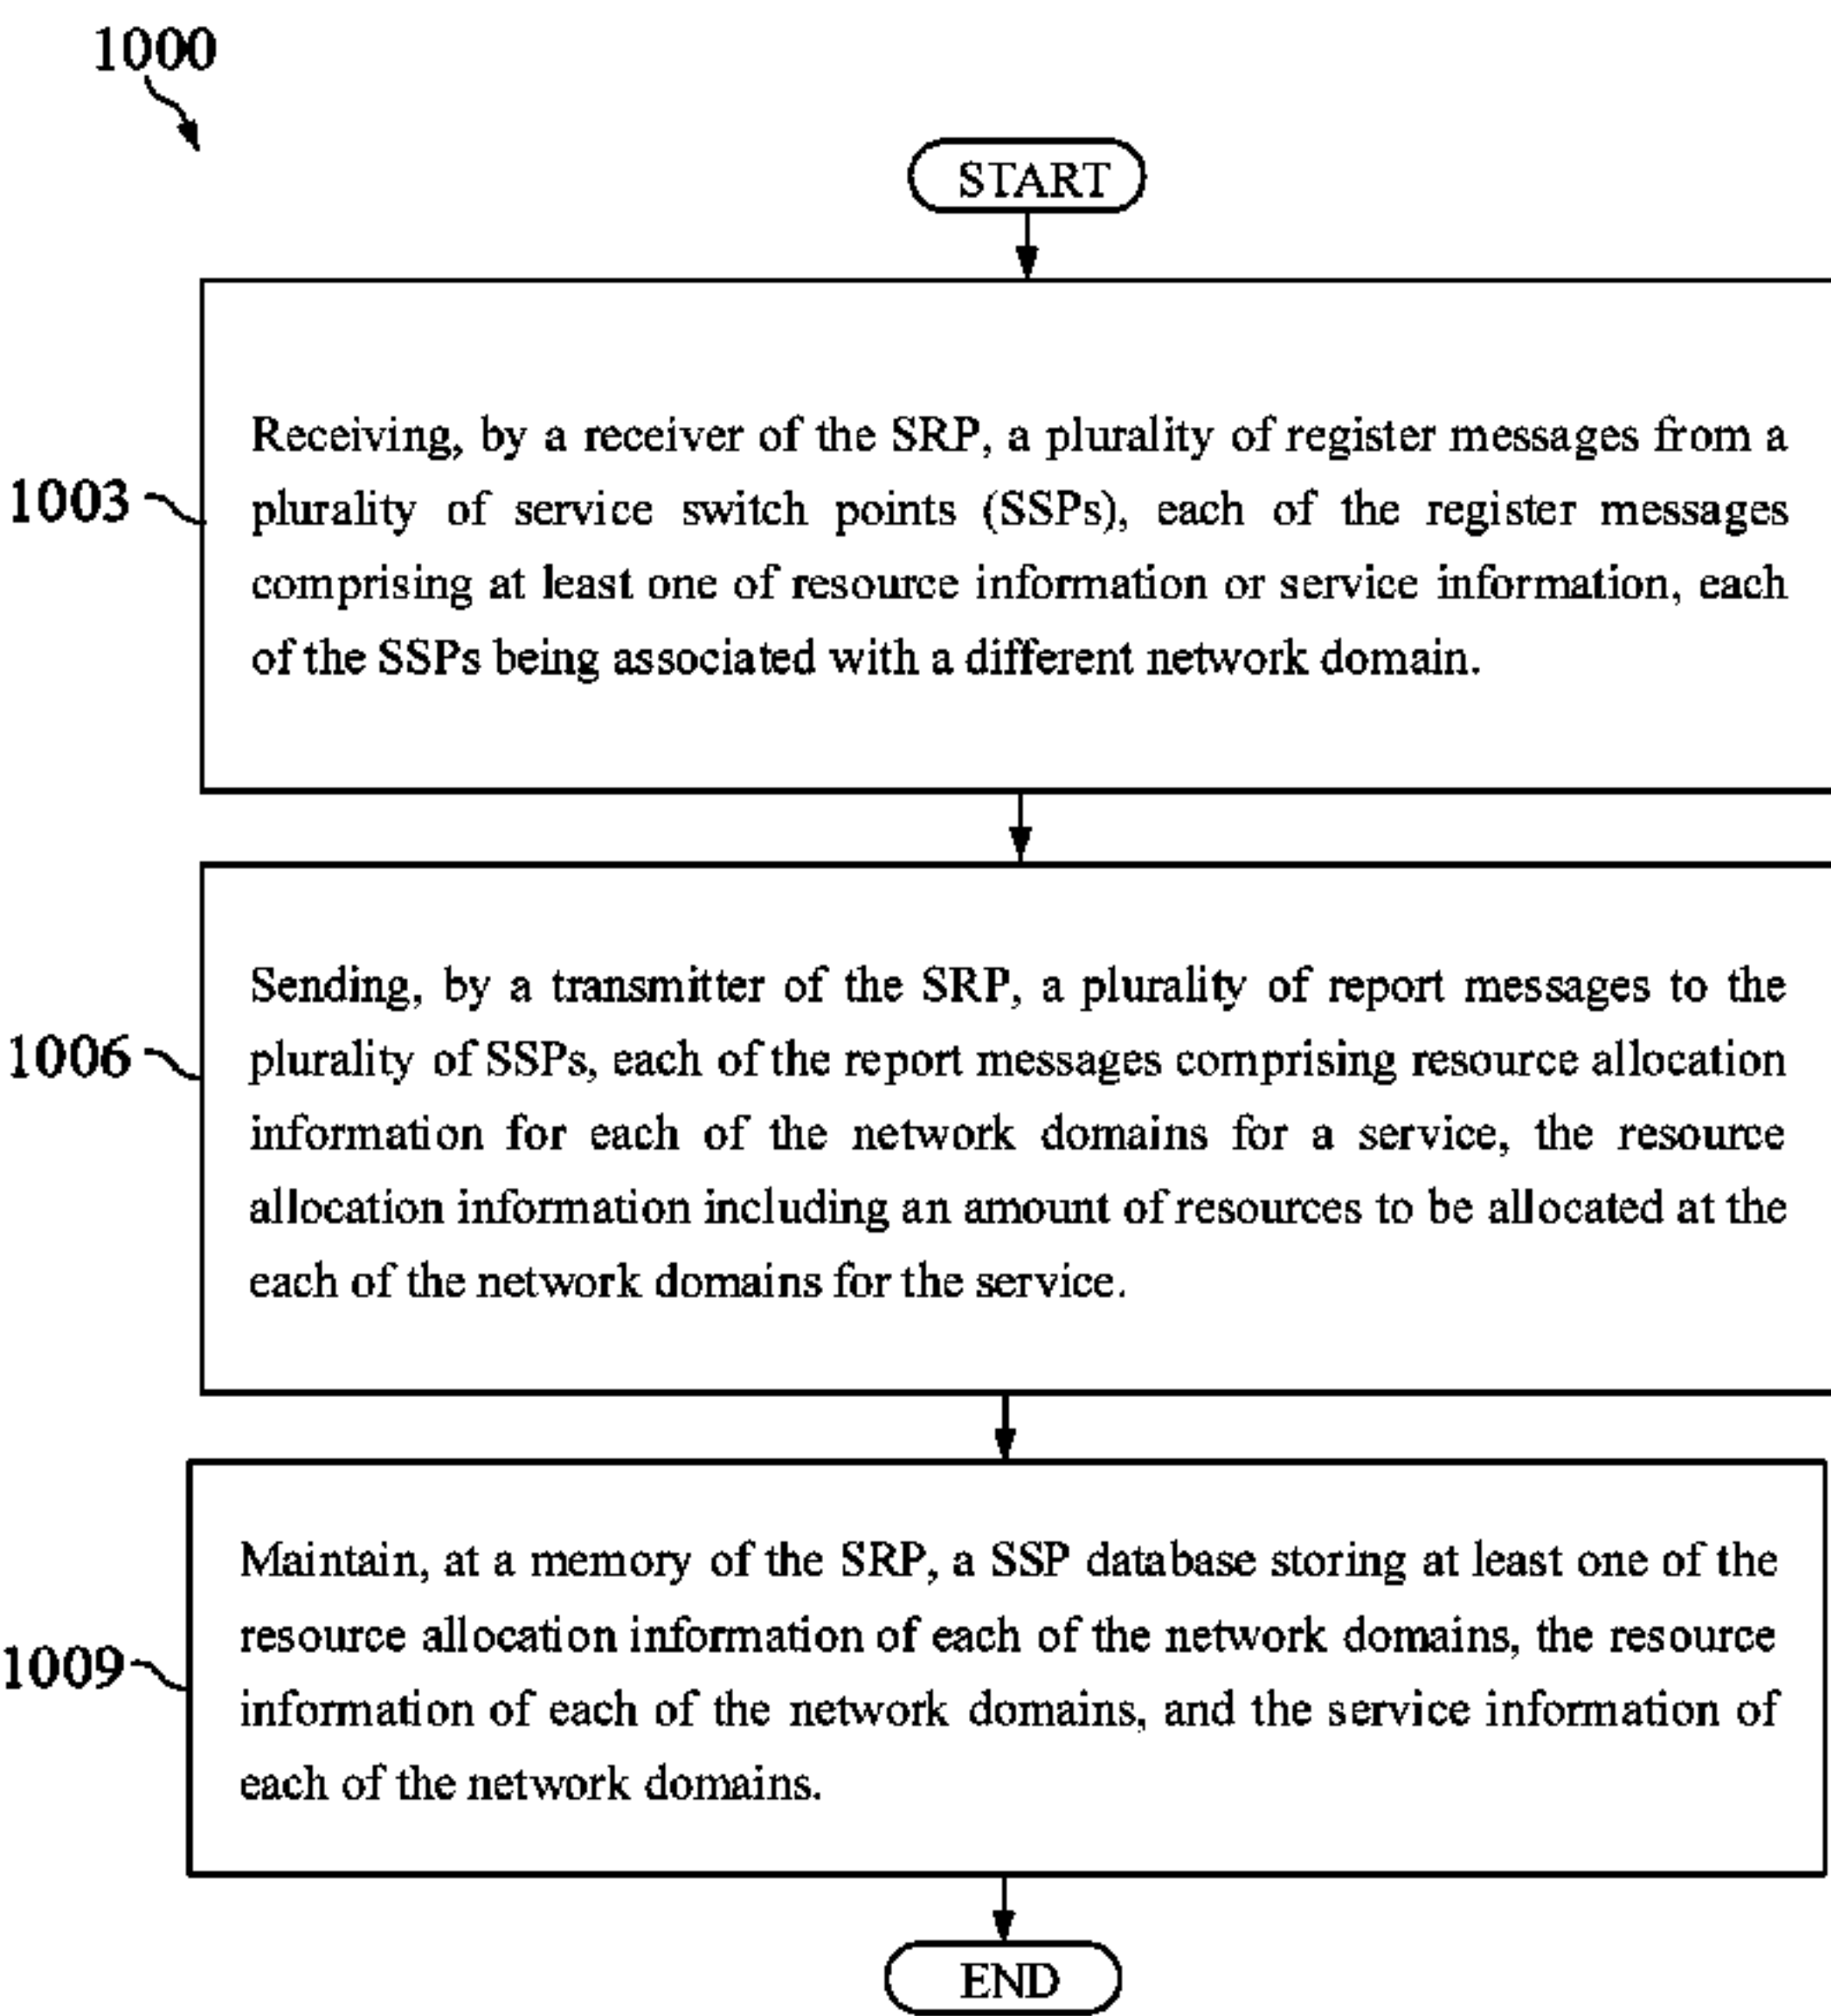 1000
START
Receiving, by a receiver of the SRP, a plurality of register messages from a
plurality of service switch points (SSPs), each of the register messages
comprising at least one of resource information or service information, each
of the SSPs being associated with a different network domain.
1003
Sending, by a transmitter of the SRP, a plurality of report messages to the
plurality of SSPs, each of the report messages comprising resource allocation
information for each of the network domains for a service, the resource
allocation information including an amount of resources to be allocated at the
each of the network domains for the service.
1006
Maintain, at a memory of the SRP, a SSP database storing at least one of the
resource allocation information of each of the network domains, the resource
information of each of the network domains, and the service information of
each of the network domains.
1009
END